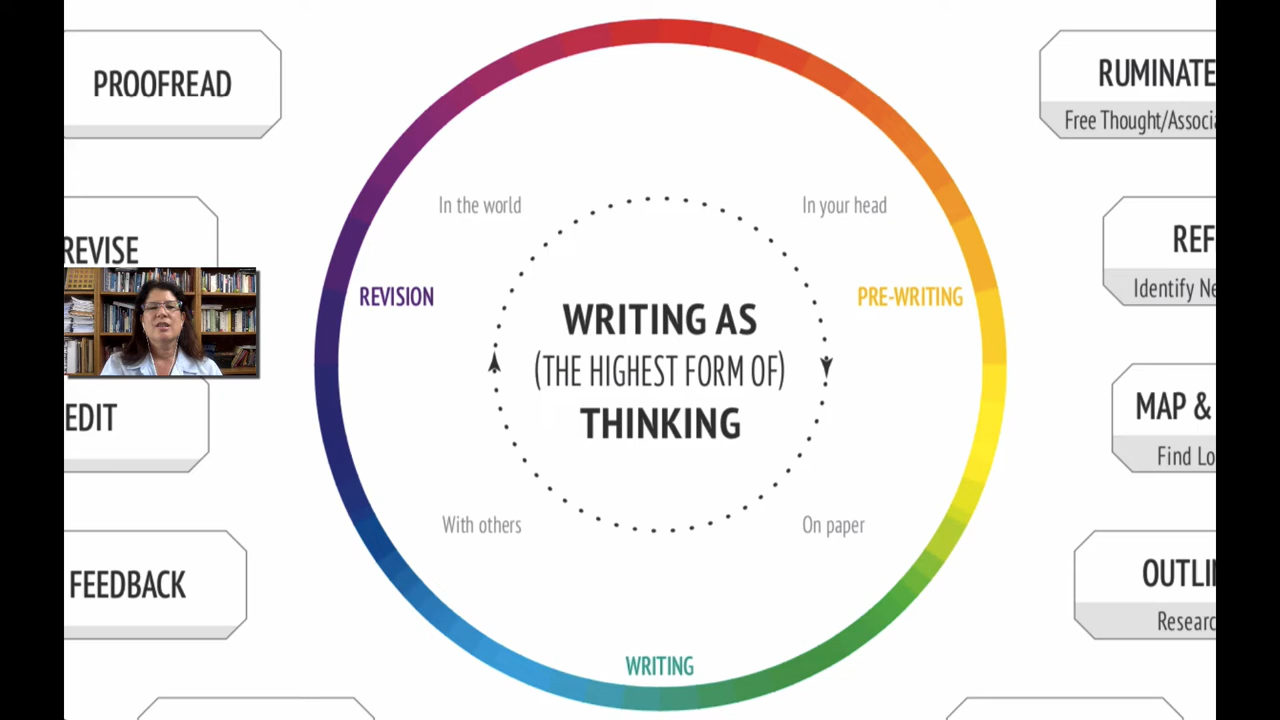 PROOFREAD
REVISE
EDIT
FEEDBACK
In the world
In your head
REVISION
PRE-WRITING
WRITING AS
(THE HIGHEST FORM OF)
THINKING
With others
On paper
WRITING
RUMINATE
Free Thought/Associa
REF
Identify Ne
MAP &
Find Lo
OUTLI
Researc